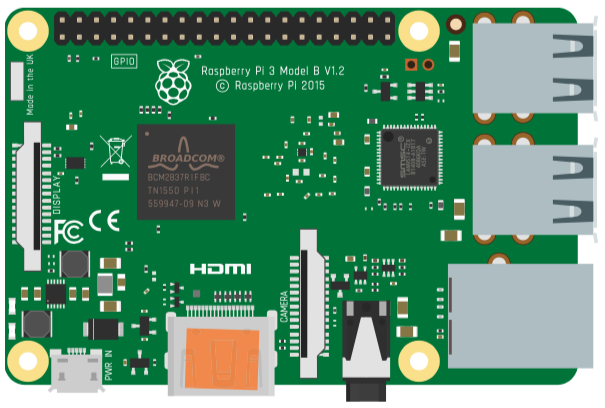 GPIO
Raspberry Pi 3 Model B V1.2
© Raspberry Pi 2015
Made in the UK
BROADCOM®
BCM2837RIFBC
TN1550 P11
559947-09 N3 W
SMSC
DISPLAY
FC CE
HDMI
CAMERA
PWR IN